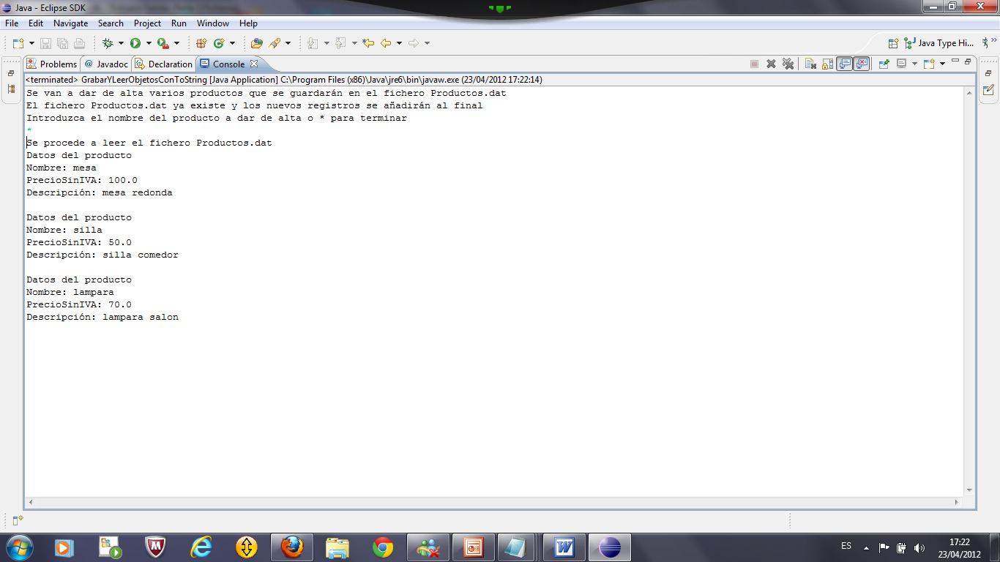 Java - Eclipse SDK
File Edit Navigate Search Project Run Window Help
Java Type Hi...
Problems @ Javadoc Declaration Console
<terminated> GrabarYLeerObjetosConToString [Java Application] C:\Program Files (x86)\Java\jre6\bin\javaw.exe (23/04/2012 17:22:14)
Se van a dar de alta varios productos que se guardarán en el fichero Productos.dat
El fichero Productos.dat ya existe y los nuevos registros se añadirán al final
Introduzca el nombre del producto a dar de alta o * para terminar
*
Se procede a leer el fichero Productos.dat
Datos del producto
Nombre: mesa
PrecioSinIVA: 100.0
Descripción: mesa redonda
Datos del producto
Nombre: silla
PrecioSinIVA: 50.0
Descripción: silla comedor
Datos del producto
Nombre: lampara
PrecioSinIVA: 70.0
Descripción: lampara salon
ES
17:22
23/04/2012